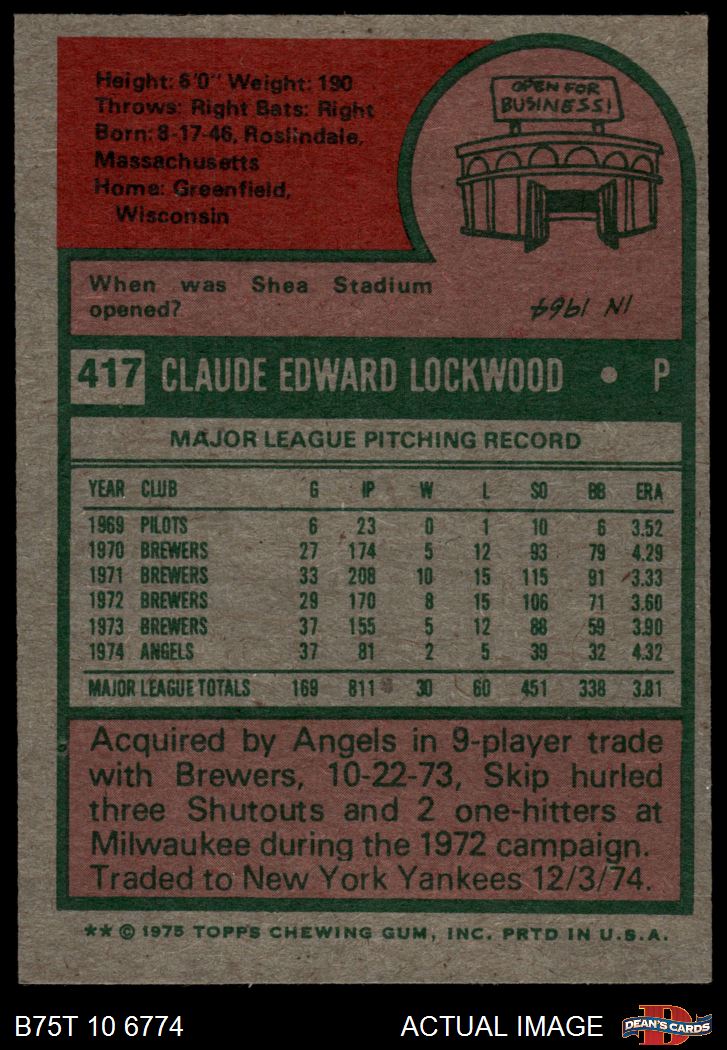 Height: 6'0" Weight: 190
Throws: Right Bats: Right
Born: 8-17-46, Roslindale,
Massachusetts
Home: Greenfield,
Wisconsin
OPEN FOR
BUSINESS!
When was Shea Stadium
opened?
IN 1964
417 CLAUDE EDWARD LOCKWOOD • P
MAJOR LEAGUE PITCHING RECORD
YEAR CLUB G IP W L SO BB ERA
1969 PILOTS 6 23 0 1 10 6 3.52
1970 BREWERS 27 174 5 12 93 79 4.29
1971 BREWERS 33 208 10 15 115 91 3.33
1972 BREWERS 29 170 8 15 106 71 3.60
1973 BREWERS 37 155 5 12 88 59 3.90
1974 ANGELS 37 81 2 5 39 32 4.32
MAJOR LEAGUE TOTALS 169 811 30 60 451 338 3.81
Acquired by Angels in 9-player trade
with Brewers, 10-22-73, Skip hurled
three Shutouts and 2 one-hitters at
Milwaukee during the 1972 campaign.
Traded to New York Yankees 12/3/74.
** © 1975 TOPPS CHEWING GUM, INC. PRTD IN U.S.A.
B75T 10 6774 ACTUAL IMAGE
D
DEAN'S CARDS